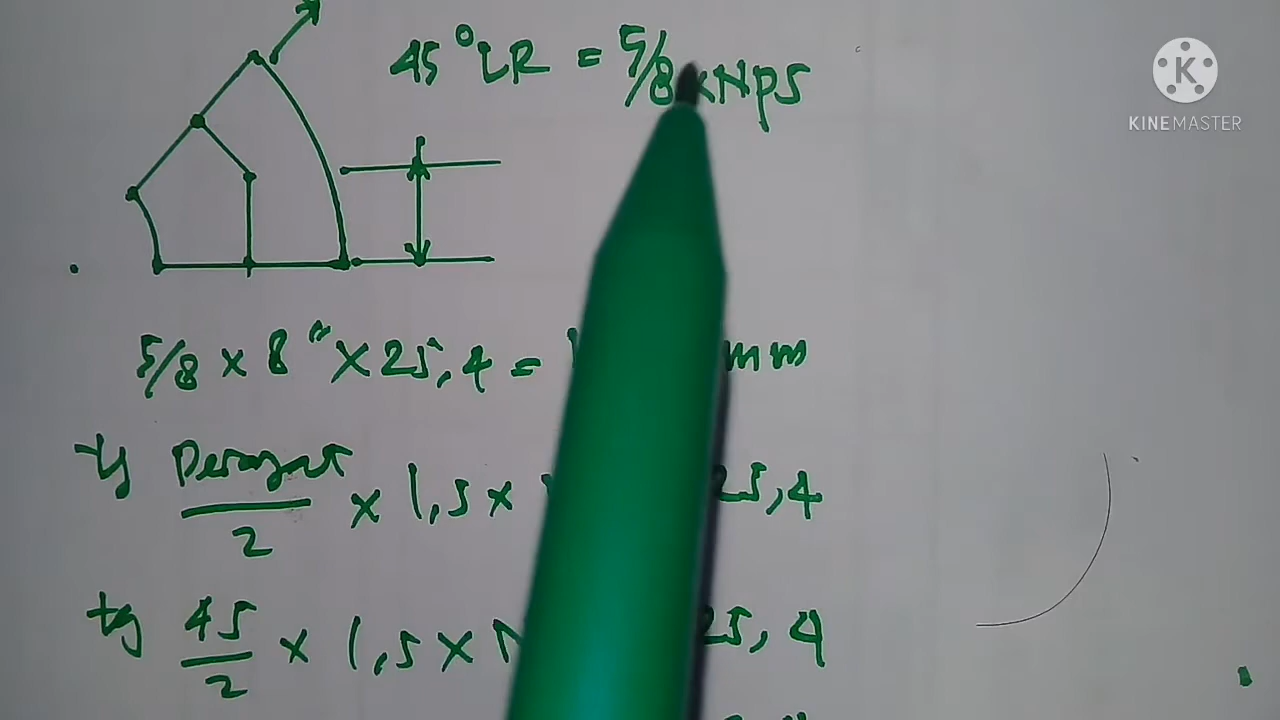 45° LR = 5/8 x Nps
K
KINEMASTER
5/8 x 8" x 25,4 = mm
tg Derajat/2 x 1,5 x 25,4
tg 45/2 x 1,5 x N 25,4